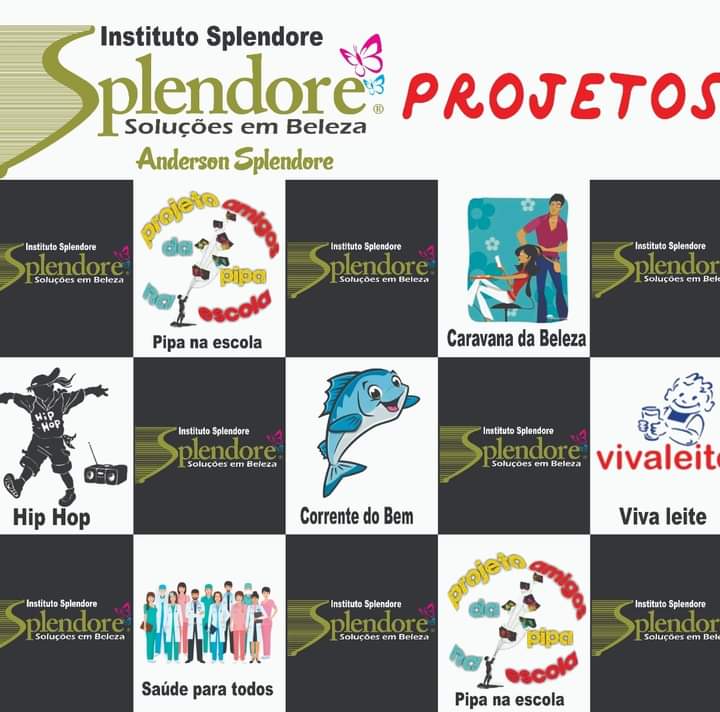 Instituto Splendore
Splendore®
Soluções em Beleza
Anderson Splendore
PROJETOS
Instituto Splendore
Splendore
Soluções em Beleza
projeto amigos
da pipa
na escola
Pipa na escola
Instituto Splendore
Splendore
Soluções em Beleza
Caravana da Beleza
Instituto Splendore
Splendor
Soluções em Bele
HIP HOP
Hip Hop
Instituto Splendore
Splendore
Soluções em Beleza
Corrente do Bem
Instituto Splendore
Splendore
Soluções em Beleza
vivaleite
Viva leite
Instituto Splendore
Splendore
Soluções em Beleza
Saúde para todos
Instituto Splendore
Splendore
Soluções em Beleza
projeto amigos
da pipa
na escola
Pipa na escola
Instituto Splendore
Splendor
Soluções em Bele